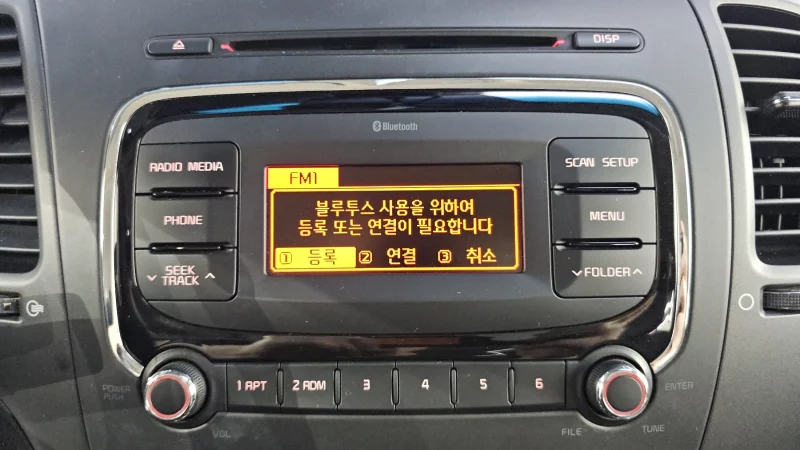 DISP
Bluetooth
RADIO MEDIA
SCAN SETUP
FM1
블루투스 사용을 위하여
등록 또는 연결이 필요합니다
1 등록 2 연결 3 취소
PHONE
MENU
SEEK
TRACK
FOLDER
POWER
PUSH
1 RPT 2 RDM 3 4 5 6
ENTER
VOL
FILE
TUNE